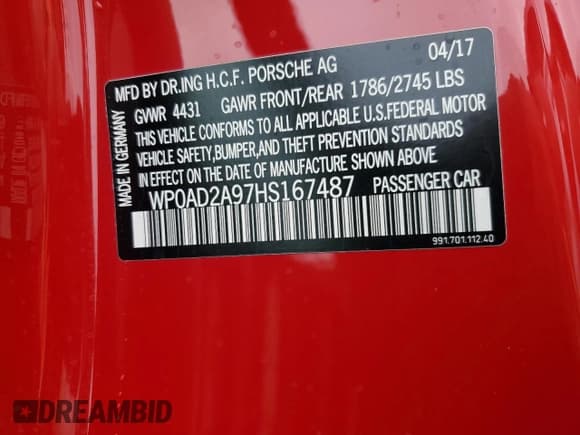 MFD BY DR.ING H.C.F. PORSCHE AG 04/17
GVWR 4431 GAWR FRONT/REAR 1786/2745 LBS
THIS VEHICLE CONFORMS TO ALL APPLICABLE U.S.FEDERAL MOTOR
VEHICLE SAFETY,BUMPER,AND THEFT PREVENTION STANDARDS
IN EFFECT ON THE DATE OF MANUFACTURE SHOWN ABOVE
WP0AD2A97HS167487 PASSENGER CAR
MADE IN GERMANY
991.701.112.40
DREAMBID